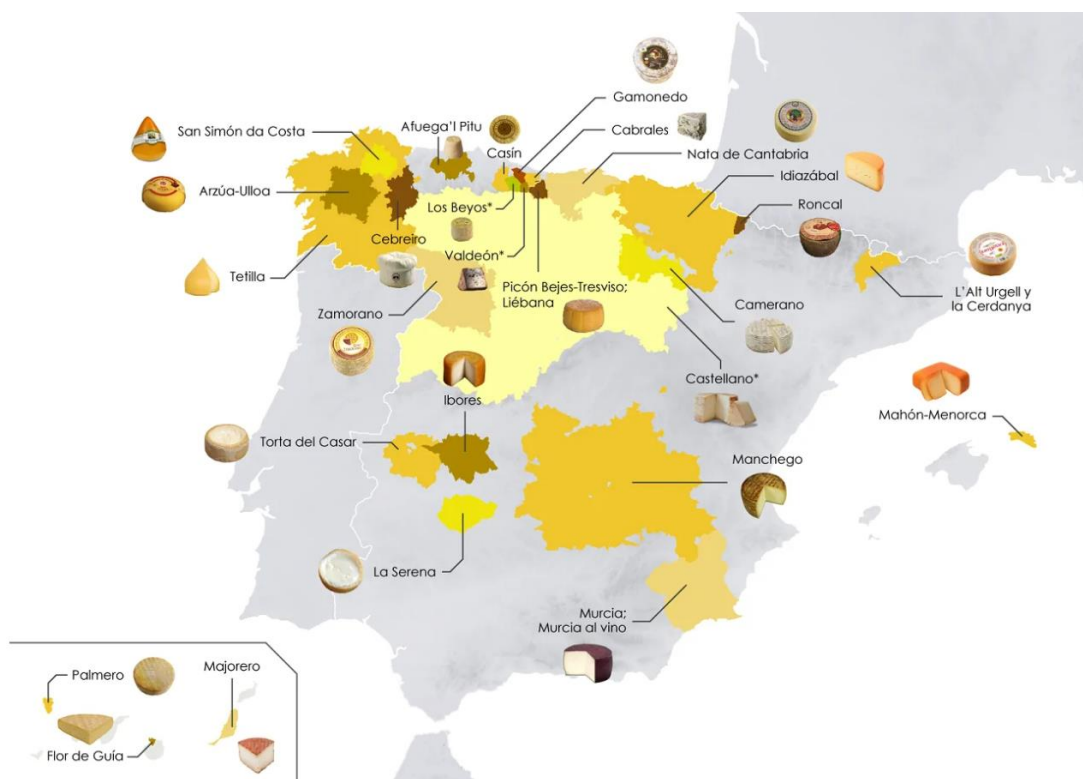 Gamonedo
San Simón da Costa
Afuega'l Pitu
Cabrales
Casín
Nata de Cantabria
Arzúa-Ulloa
Idiazábal
Los Beyos*
Roncal
Cebreiro
Valdeón*
Tetilla
Picón Bejes-Tresviso;
Liébana
L'Alt Urgell y
la Cerdanya
Zamorano
Camerano
Castellano*
Ibores
Mahón-Menorca
Torta del Casar
Manchego
La Serena
Murcia;
Murcia al vino
Palmero
Majorero
Flor de Guía